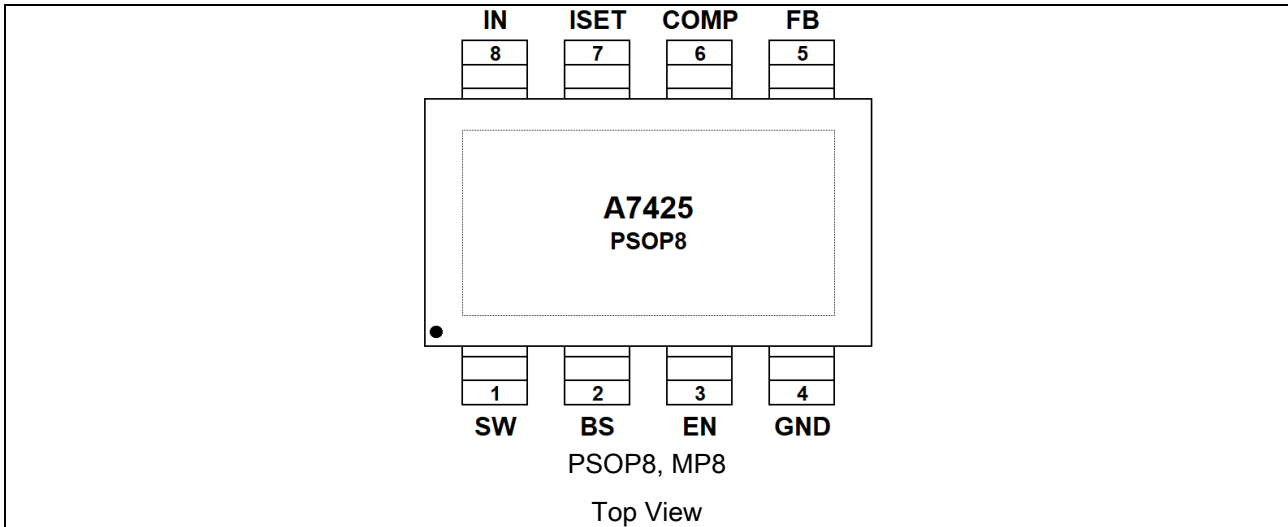 IN ISET COMP FB
8 7 6 5
A7425
PSOP8
1 2 3 4
SW BS EN GND
PSOP8, MP8
Top View